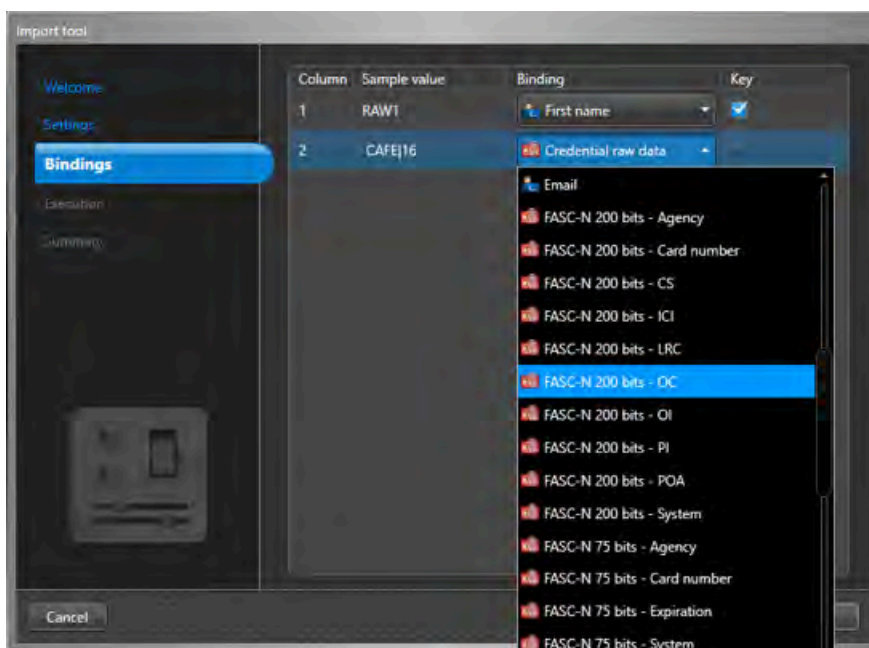 Import tool
Welcome
Settings
Bindings
Execution
Summary
Column Sample value Binding Key
1 RAW1 First name
2 CAFE|16 Credential raw data
Email
FASC-N 200 bits - Agency
FASC-N 200 bits - Card number
FASC-N 200 bits - CS
FASC-N 200 bits - ICI
FASC-N 200 bits - LRC
FASC-N 200 bits - OC
FASC-N 200 bits - OI
FASC-N 200 bits - PI
FASC-N 200 bits - POA
FASC-N 200 bits - System
FASC-N 75 bits - Agency
FASC-N 75 bits - Card number
FASC-N 75 bits - Expiration
FASC-N 75 bits - System
Cancel